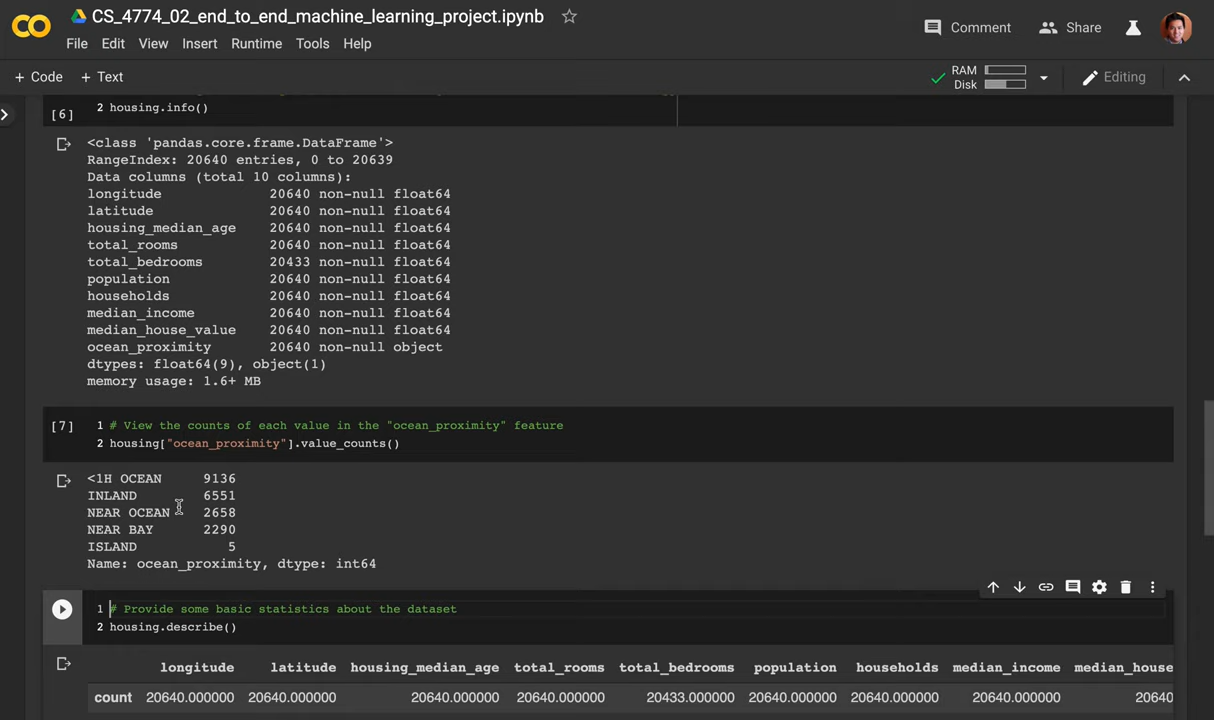 CS_4774_02_end_to_end_machine_learning_project.ipynb
Comment
Share
File Edit View Insert Runtime Tools Help
+ Code + Text
RAM
Disk
Editing
[6]
2 housing.info()
<class 'pandas.core.frame.DataFrame'>
RangeIndex: 20640 entries, 0 to 20639
Data columns (total 10 columns):
longitude 20640 non-null float64
latitude 20640 non-null float64
housing_median_age 20640 non-null float64
total_rooms 20640 non-null float64
total_bedrooms 20433 non-null float64
population 20640 non-null float64
households 20640 non-null float64
median_income 20640 non-null float64
median_house_value 20640 non-null float64
ocean_proximity 20640 non-null object
dtypes: float64(9), object(1)
memory usage: 1.6+ MB
[7] 1 # View the counts of each value in the "ocean_proximity" feature
2 housing["ocean_proximity"].value_counts()
<1H OCEAN 9136
INLAND 6551
NEAR OCEAN 2658
NEAR BAY 2290
ISLAND 5
Name: ocean_proximity, dtype: int64
1 # Provide some basic statistics about the dataset
2 housing.describe()
longitude latitude housing_median_age total_rooms total_bedrooms population households median_income median_house
count 20640.000000 20640.000000 20640.000000 20640.000000 20433.000000 20640.000000 20640.000000 20640.000000 20640